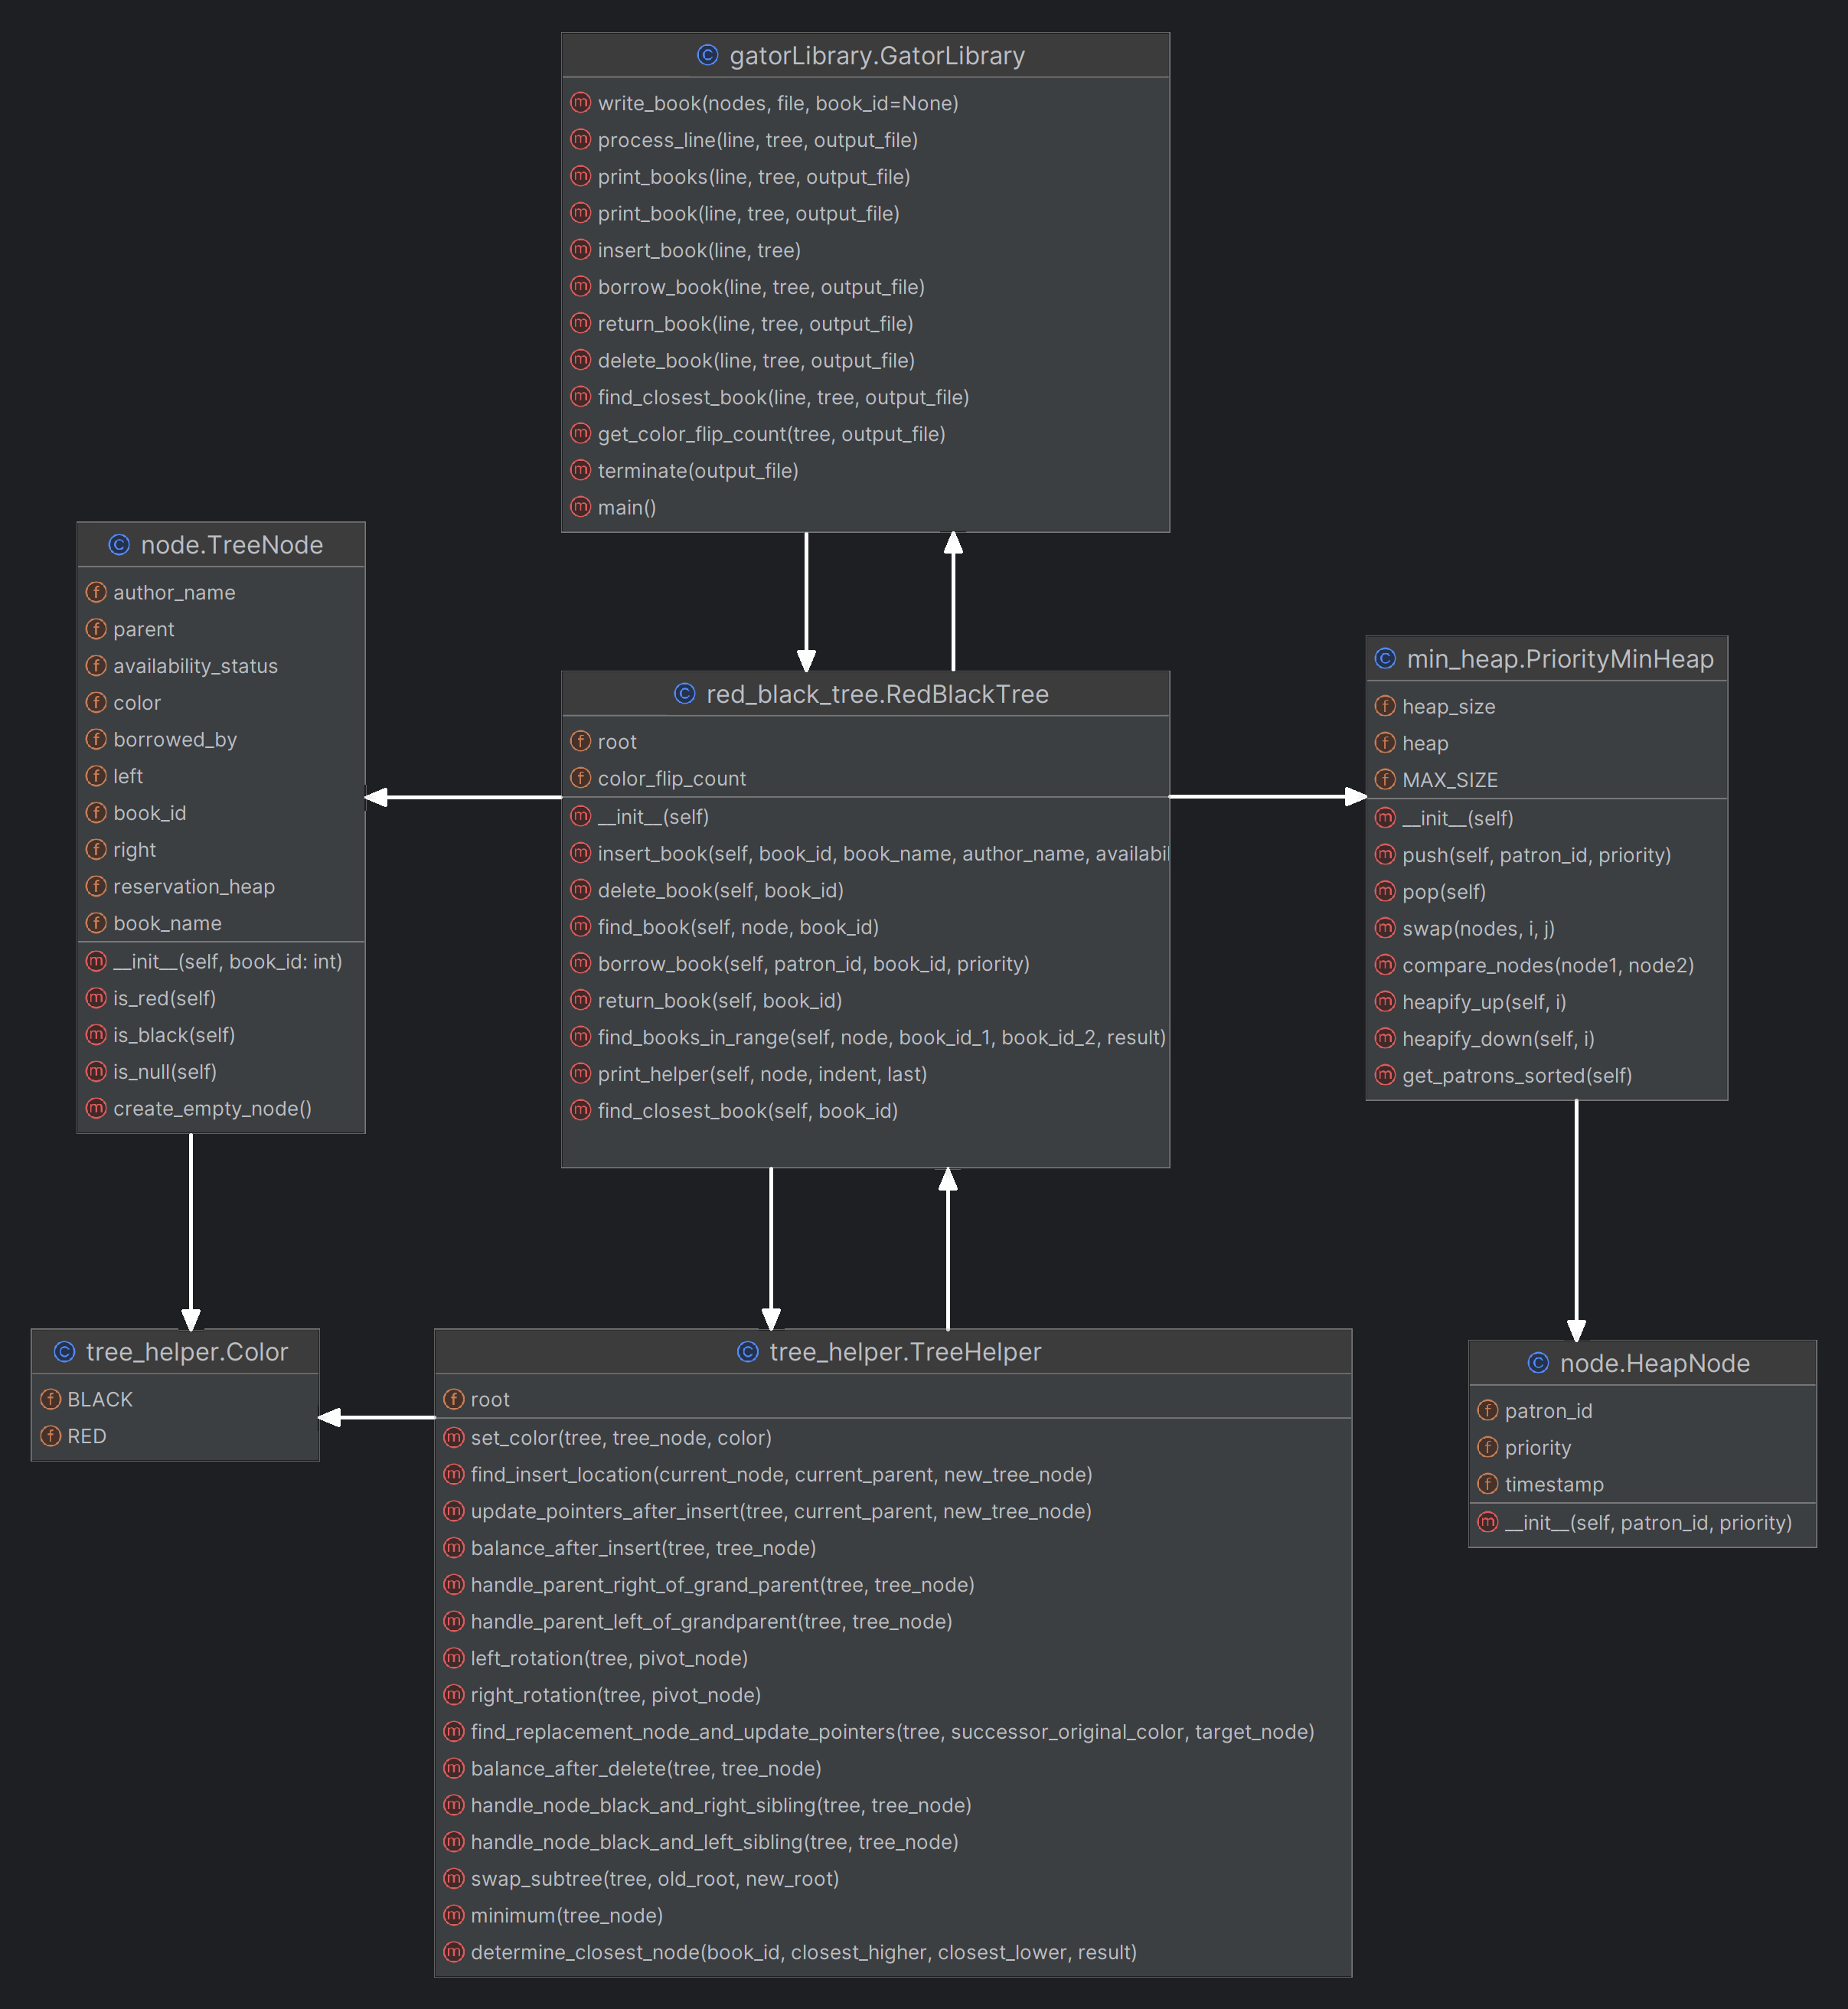 gatorLibrary.GatorLibrary
write_book(nodes, file, book_id=None)
process_line(line, tree, output_file)
print_books(line, tree, output_file)
print_book(line, tree, output_file)
insert_book(line, tree)
borrow_book(line, tree, output_file)
return_book(line, tree, output_file)
delete_book(line, tree, output_file)
find_closest_book(line, tree, output_file)
get_color_flip_count(tree, output_file)
terminate(output_file)
main()
node.TreeNode
author_name
parent
availability_status
color
borrowed_by
left
book_id
right
reservation_heap
book_name
__init__(self, book_id: int)
is_red(self)
is_black(self)
is_null(self)
create_empty_node()
red_black_tree.RedBlackTree
root
color_flip_count
__init__(self)
insert_book(self, book_id, book_name, author_name, availabil
delete_book(self, book_id)
find_book(self, node, book_id)
borrow_book(self, patron_id, book_id, priority)
return_book(self, book_id)
find_books_in_range(self, node, book_id_1, book_id_2, result)
print_helper(self, node, indent, last)
find_closest_book(self, book_id)
min_heap.PriorityMinHeap
heap_size
heap
MAX_SIZE
__init__(self)
push(self, patron_id, priority)
pop(self)
swap(nodes, i, j)
compare_nodes(node1, node2)
heapify_up(self, i)
heapify_down(self, i)
get_patrons_sorted(self)
tree_helper.Color
BLACK
RED
tree_helper.TreeHelper
root
set_color(tree, tree_node, color)
find_insert_location(current_node, current_parent, new_tree_node)
update_pointers_after_insert(tree, current_parent, new_tree_node)
balance_after_insert(tree, tree_node)
handle_parent_right_of_grand_parent(tree, tree_node)
handle_parent_left_of_grandparent(tree, tree_node)
left_rotation(tree, pivot_node)
right_rotation(tree, pivot_node)
find_replacement_node_and_update_pointers(tree, successor_original_color, target_node)
balance_after_delete(tree, tree_node)
handle_node_black_and_right_sibling(tree, tree_node)
handle_node_black_and_left_sibling(tree, tree_node)
swap_subtree(tree, old_root, new_root)
minimum(tree_node)
determine_closest_node(book_id, closest_higher, closest_lower, result)
node.HeapNode
patron_id
priority
timestamp
__init__(self, patron_id, priority)